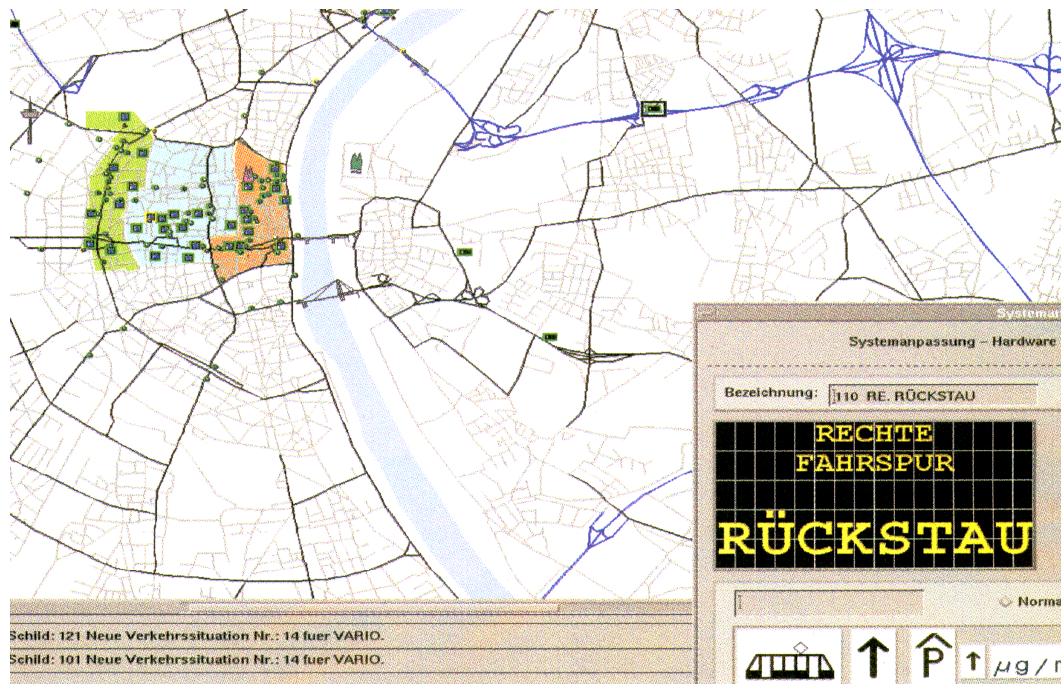 Systemanpassung – Hardware
Bezeichnung: 110 RE. RÜCKSTAU
RECHTE
FAHRSPUR
RÜCKSTAU
Schild: 121 Neue Verkehrssituation Nr.: 14 fuer VARIO.
Schild: 101 Neue Verkehrssituation Nr.: 14 fuer VARIO.
P